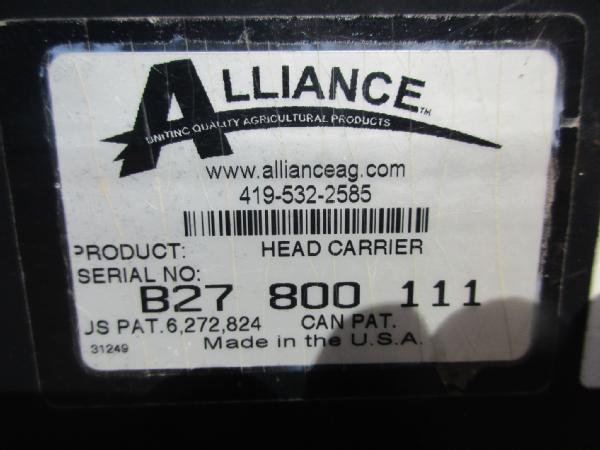 ALLIANCE™
UNITING QUALITY AGRICULTURAL PRODUCTS
www.allianceag.com
419-532-2585
PRODUCT: HEAD CARRIER
SERIAL NO:
B27 800 111
US PAT.6,272,824 CAN PAT.
31249 Made in the U.S.A.